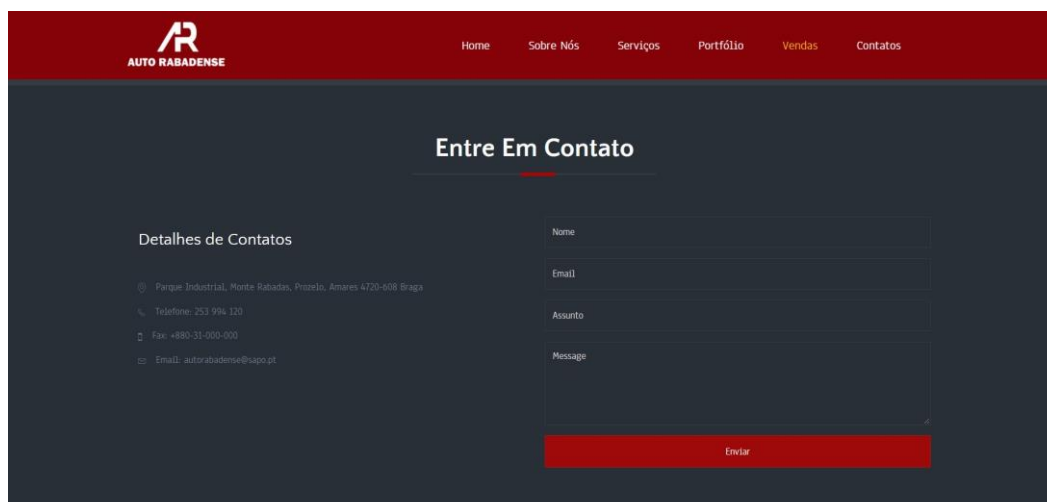 AR
AUTO RABADENSE
Home Sobre Nós Serviços Portfólio Vendas Contatos
Entre Em Contato
Detalhes de Contatos
Parque Industrial, Monte Rabadas, Prozelo, Amares 4720-608 Braga
Telefone: 253 994 120
Fax: +880-31-000-000
Email: autorabadense@sapo.pt
Nome
Email
Assunto
Message
Enviar